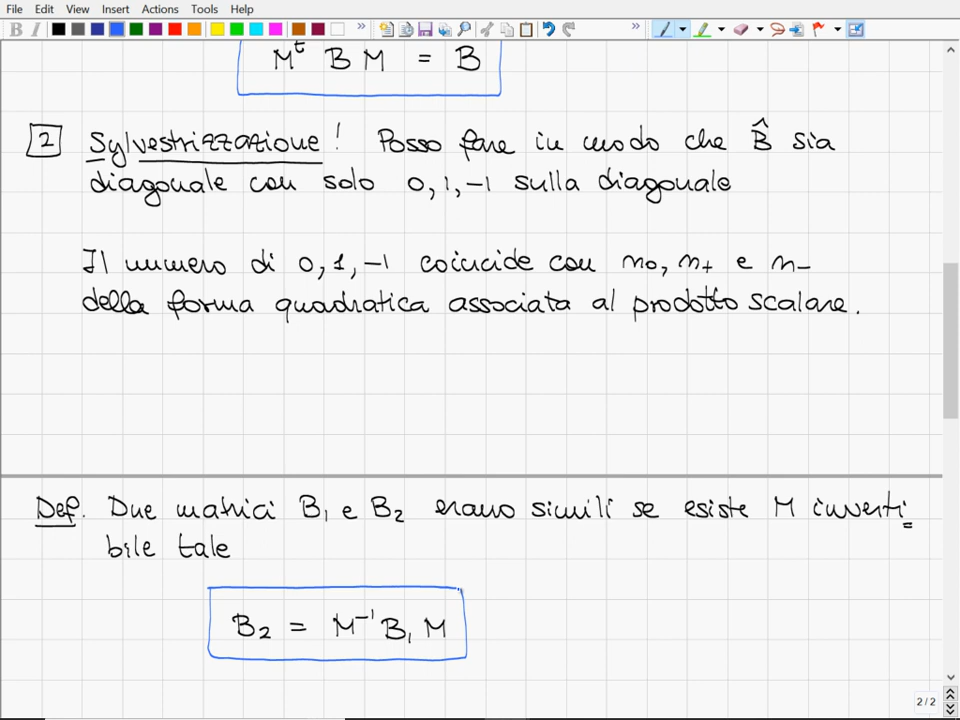 File Edit View Insert Actions Tools Help
B I
M^t B M = B
2 Sylvestrizzazione! Posso fare in modo che B̂ sia
diagonale con solo 0, 1, -1 sulla diagonale
Il numero di 0, 1, -1 coincide con n₀, n₊ e n₋
della forma quadratica associata al prodotto scalare.
Def. Due matrici B₁ e B₂ erano simili se esiste M inverti=
bile tale
B₂ = M⁻¹ B₁ M
2 / 2